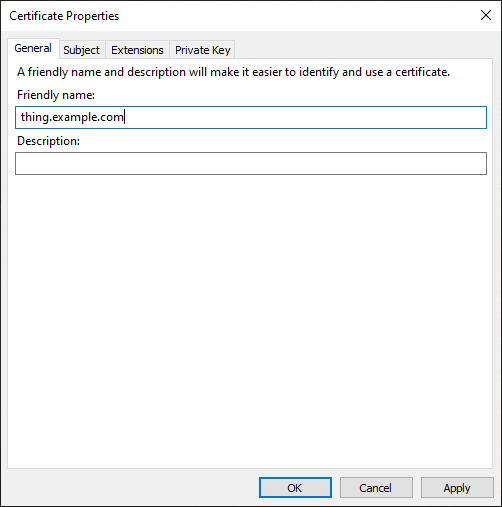 Certificate Properties
General Subject Extensions Private Key
A friendly name and description will make it easier to identify and use a certificate.
Friendly name:
thing.example.com
Description:
OK Cancel Apply